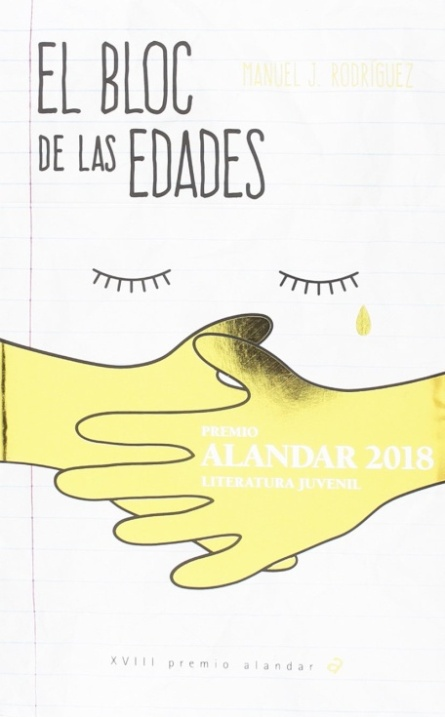 EL BLOC
MANUEL J. RODRÍGUEZ
DE LAS EDADES
PREMIO
ALANDAR 2018
LITERATURA JUVENIL
XVIII premio alandar